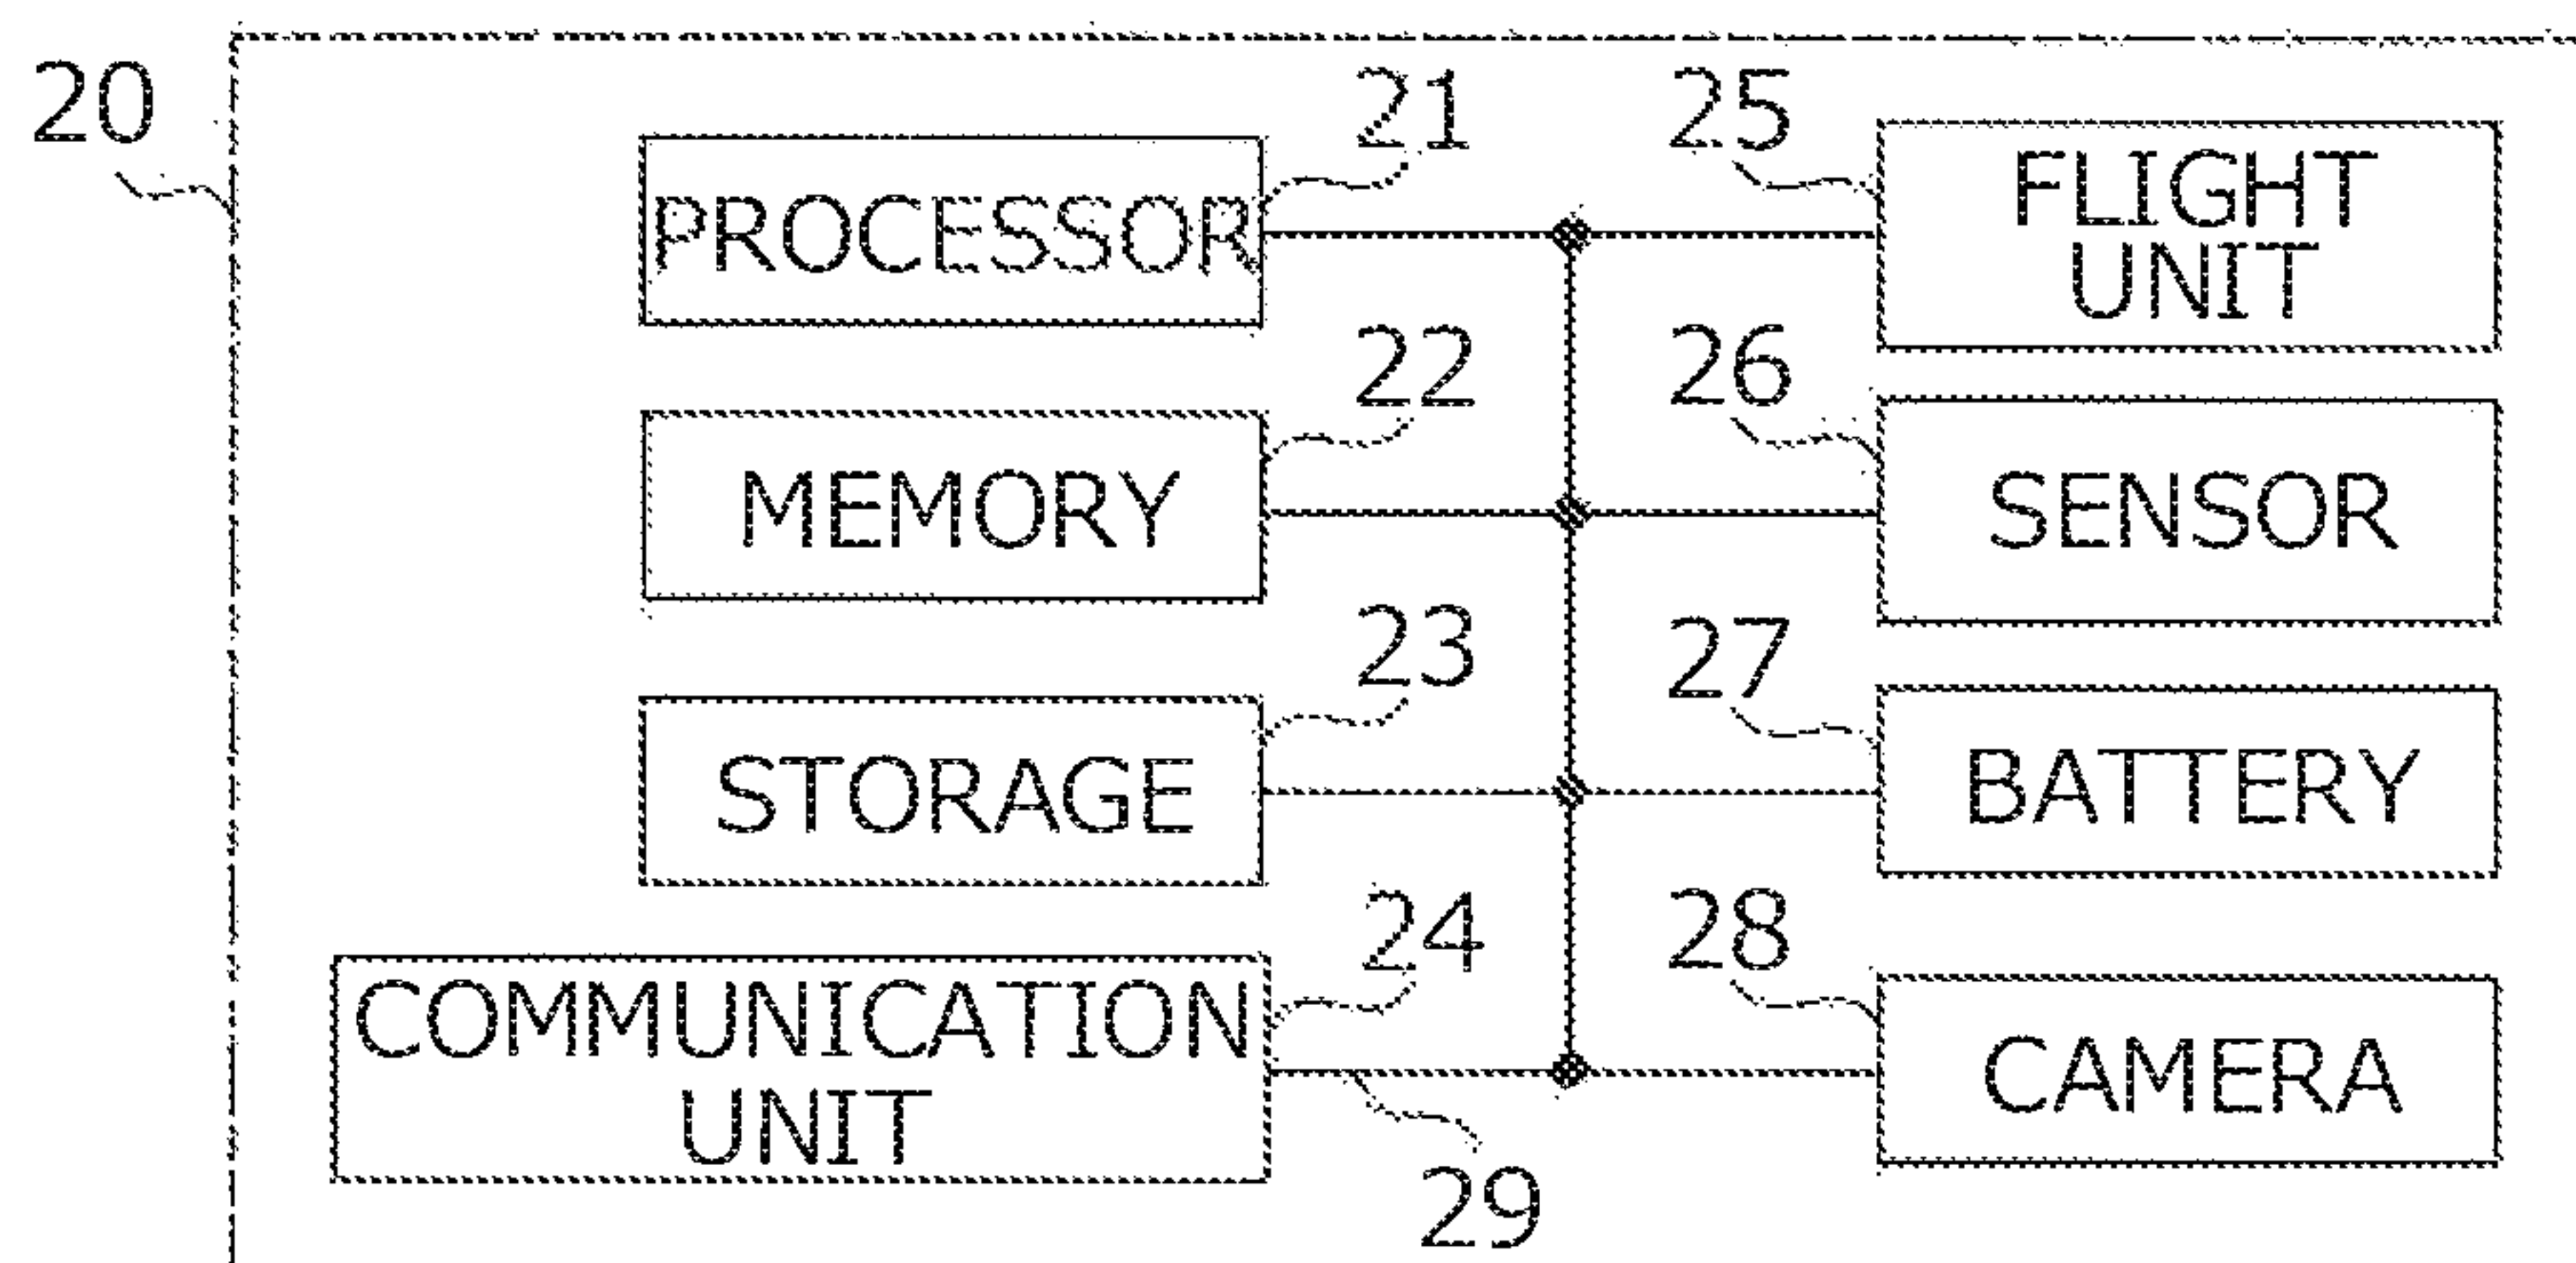 20
21
25
PROCESSOR
FLIGHT
UNIT
22
26
MEMORY
SENSOR
23
27
STORAGE
BATTERY
24
28
COMMUNICATION
UNIT
CAMERA
29